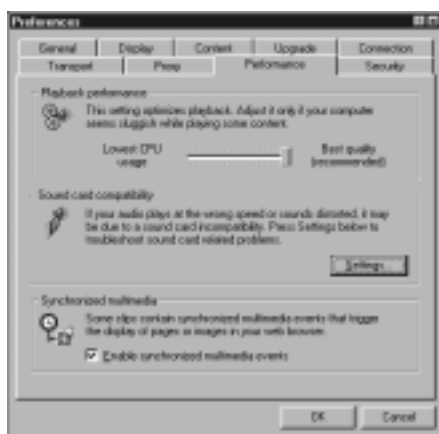 Preferences
General Display Content Upgrade Connection
Transport Proxy Performance Security
Playback performance
This setting optimizes playback. Adjust it only if your computer
seems sluggish while playing some content.
Lowest CPU Best quality
usage (recommended)
Sound card compatibility
If your audio plays at the wrong speed or sounds distorted, it may
be due to a sound card incompatibility. Press Settings below to
troubleshoot sound card related problems.
Settings...
Synchronized multimedia
Some clips contain synchronized multimedia events that trigger
the display of pages or images in your web browser.
Enable synchronized multimedia events
OK Cancel